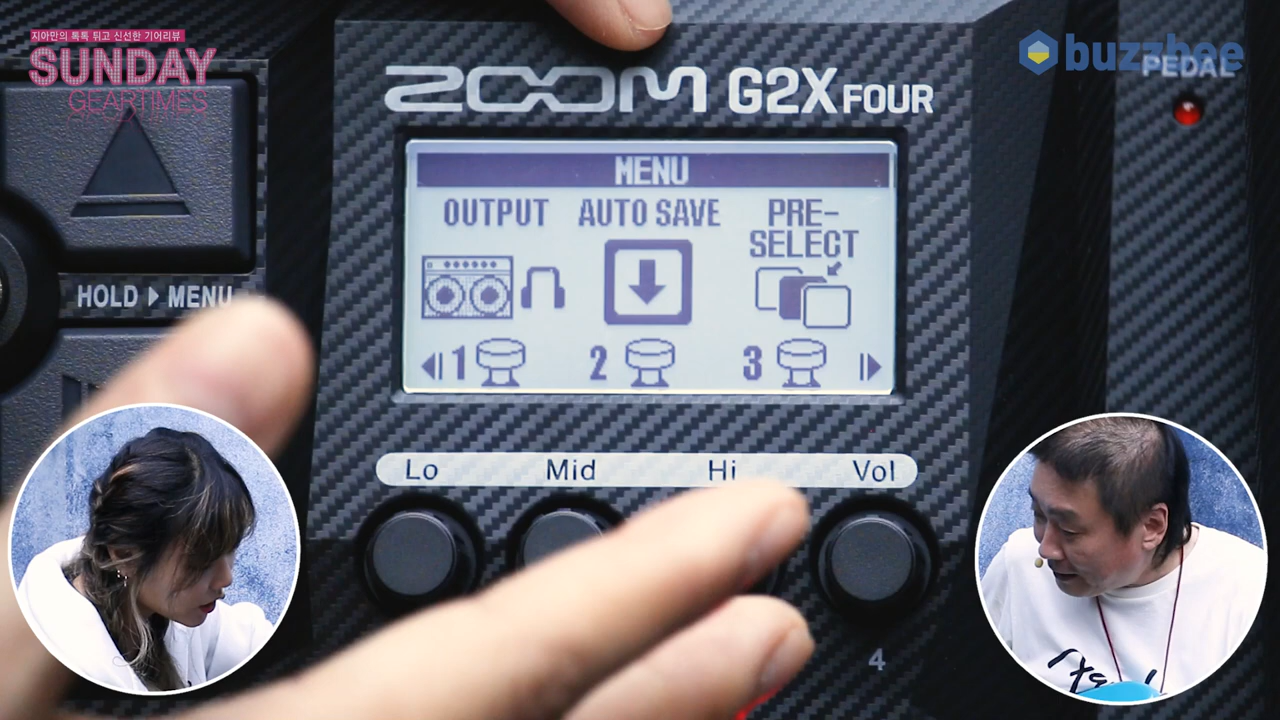 지아만의 톡톡 튀고 신선한 기어리뷰
SUNDAY
GEARTIMES
buzzbee
PEDAL
ZOOM G2X FOUR
MENU
OUTPUT
AUTO SAVE
PRE-
SELECT
HOLD ▶ MENU
1
2
3
Lo
Mid
Hi
Vol
4